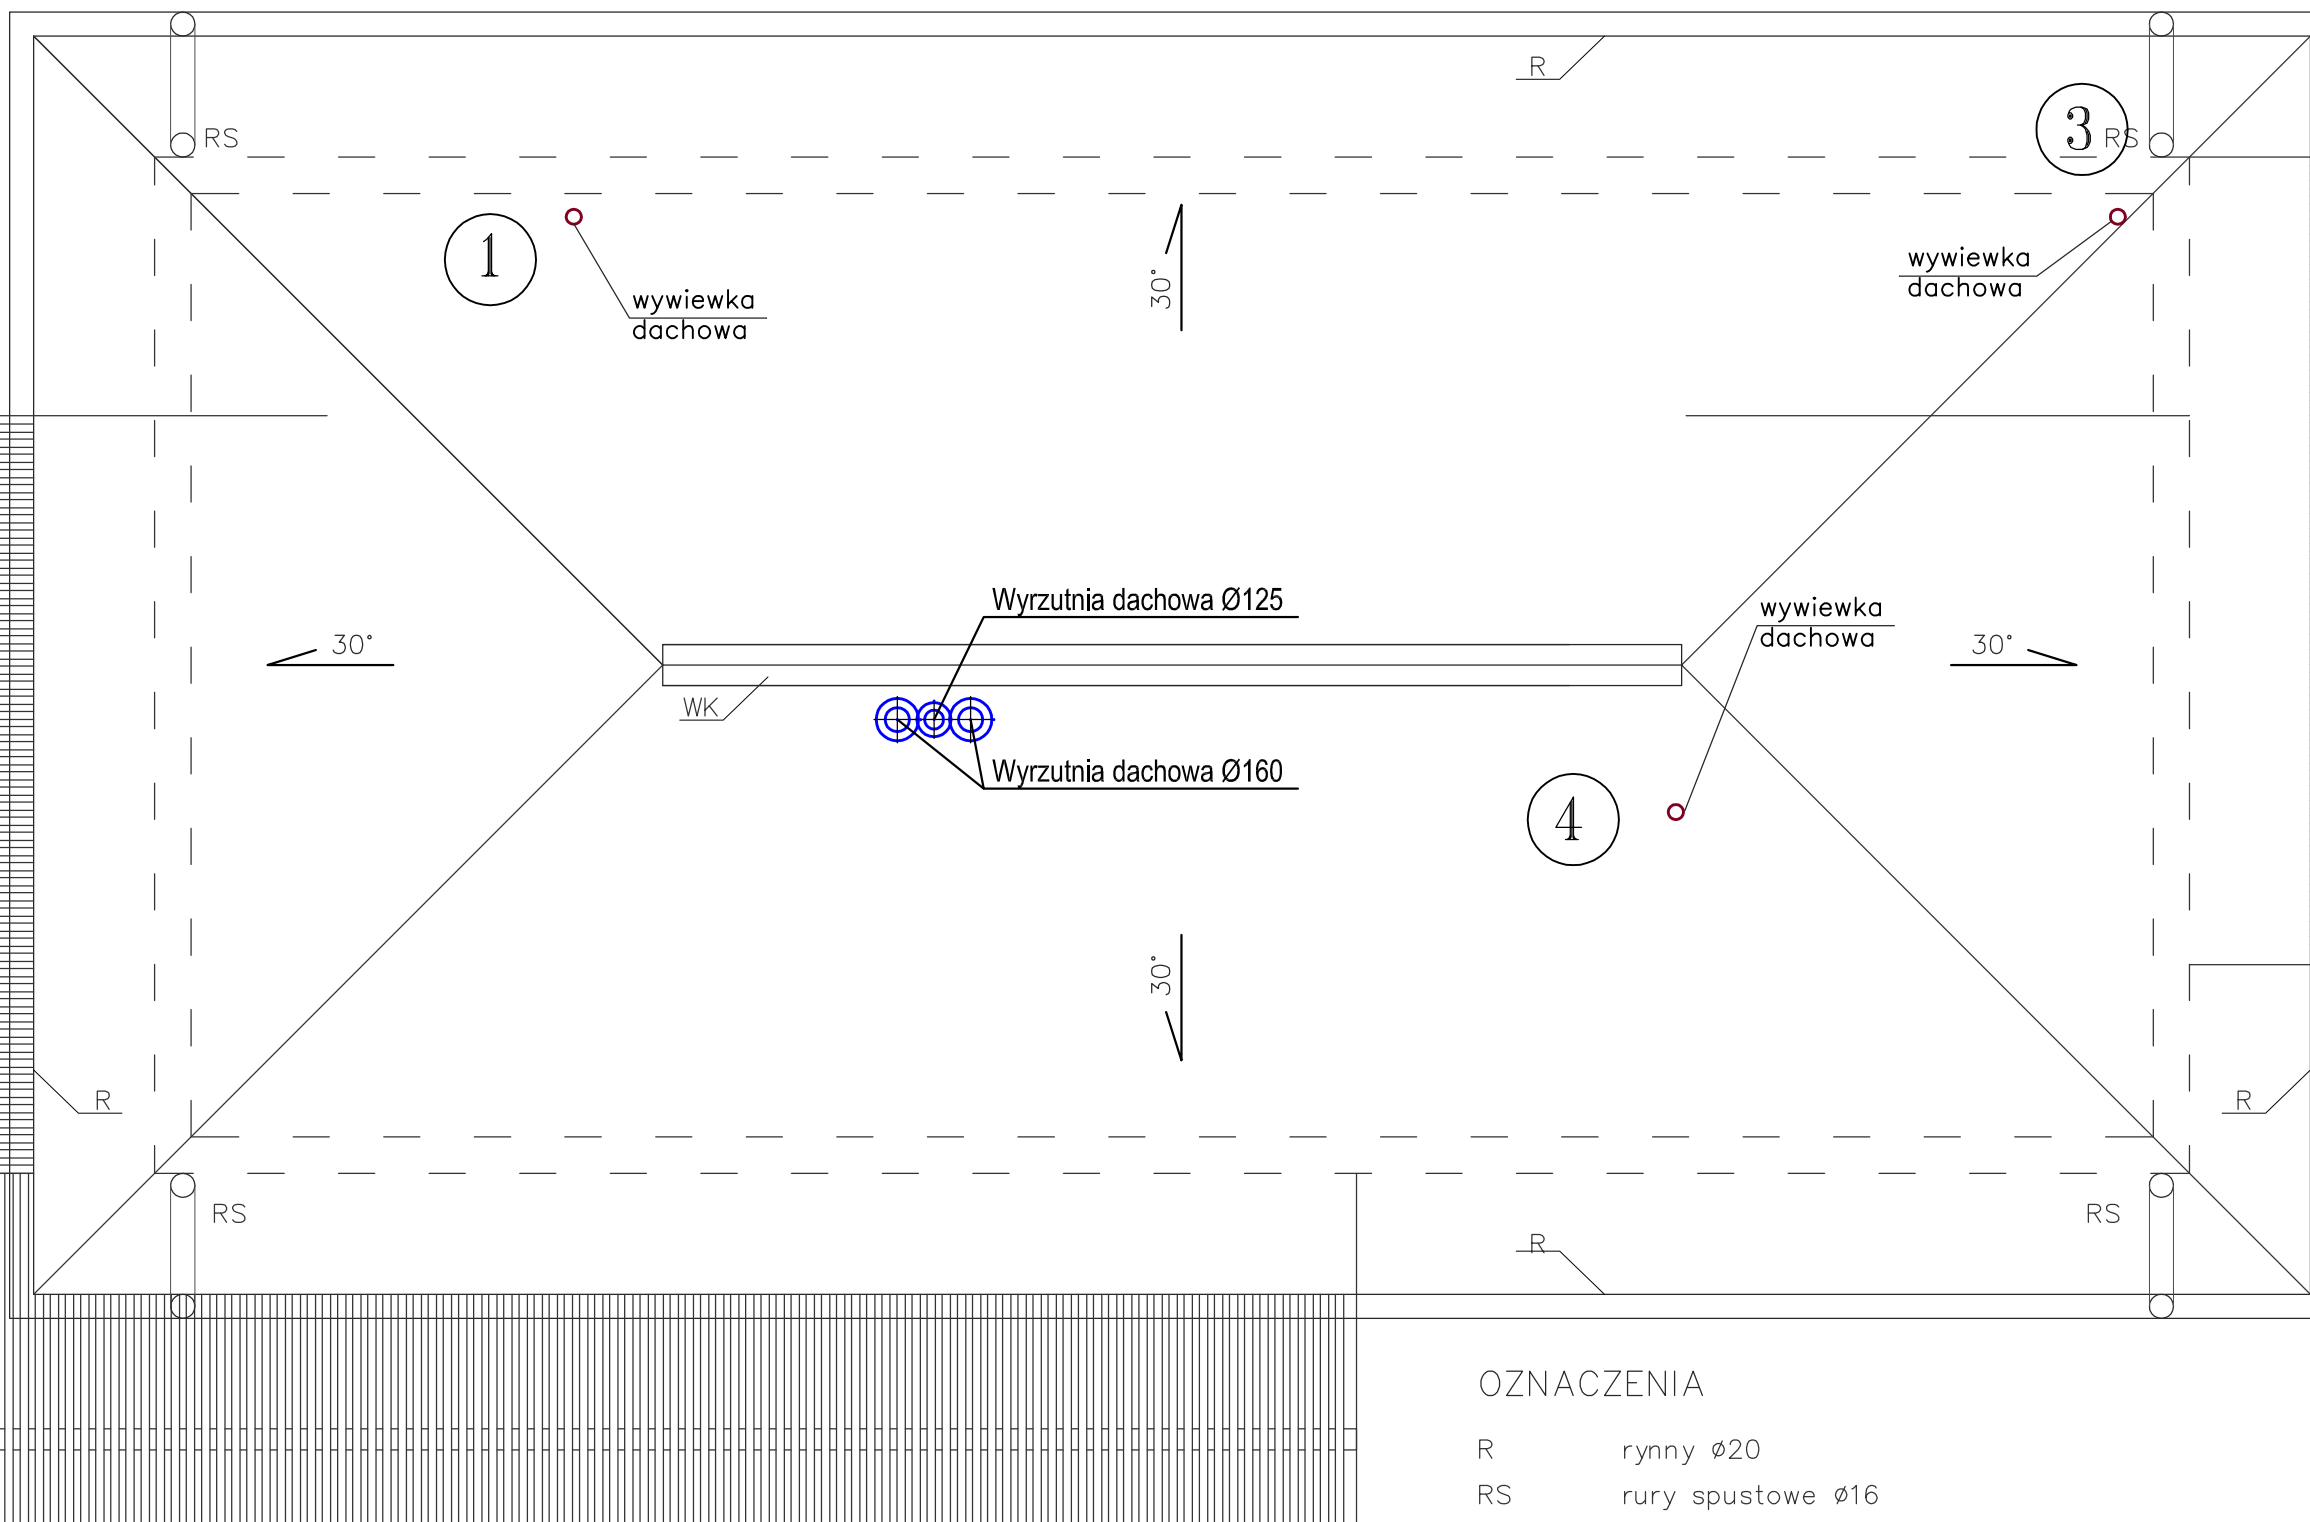 R
RS
3
RS
1
wywiewka
dachowa
wywiewka
dachowa
30°
Wyrzutnia dachowa Ø125
wywiewka
dachowa
30°
30°
WK
Wyrzutnia dachowa Ø160
4
30°
R
R
RS
RS
R
OZNACZENIA
R rynny ø20
RS rury spustowe ø16